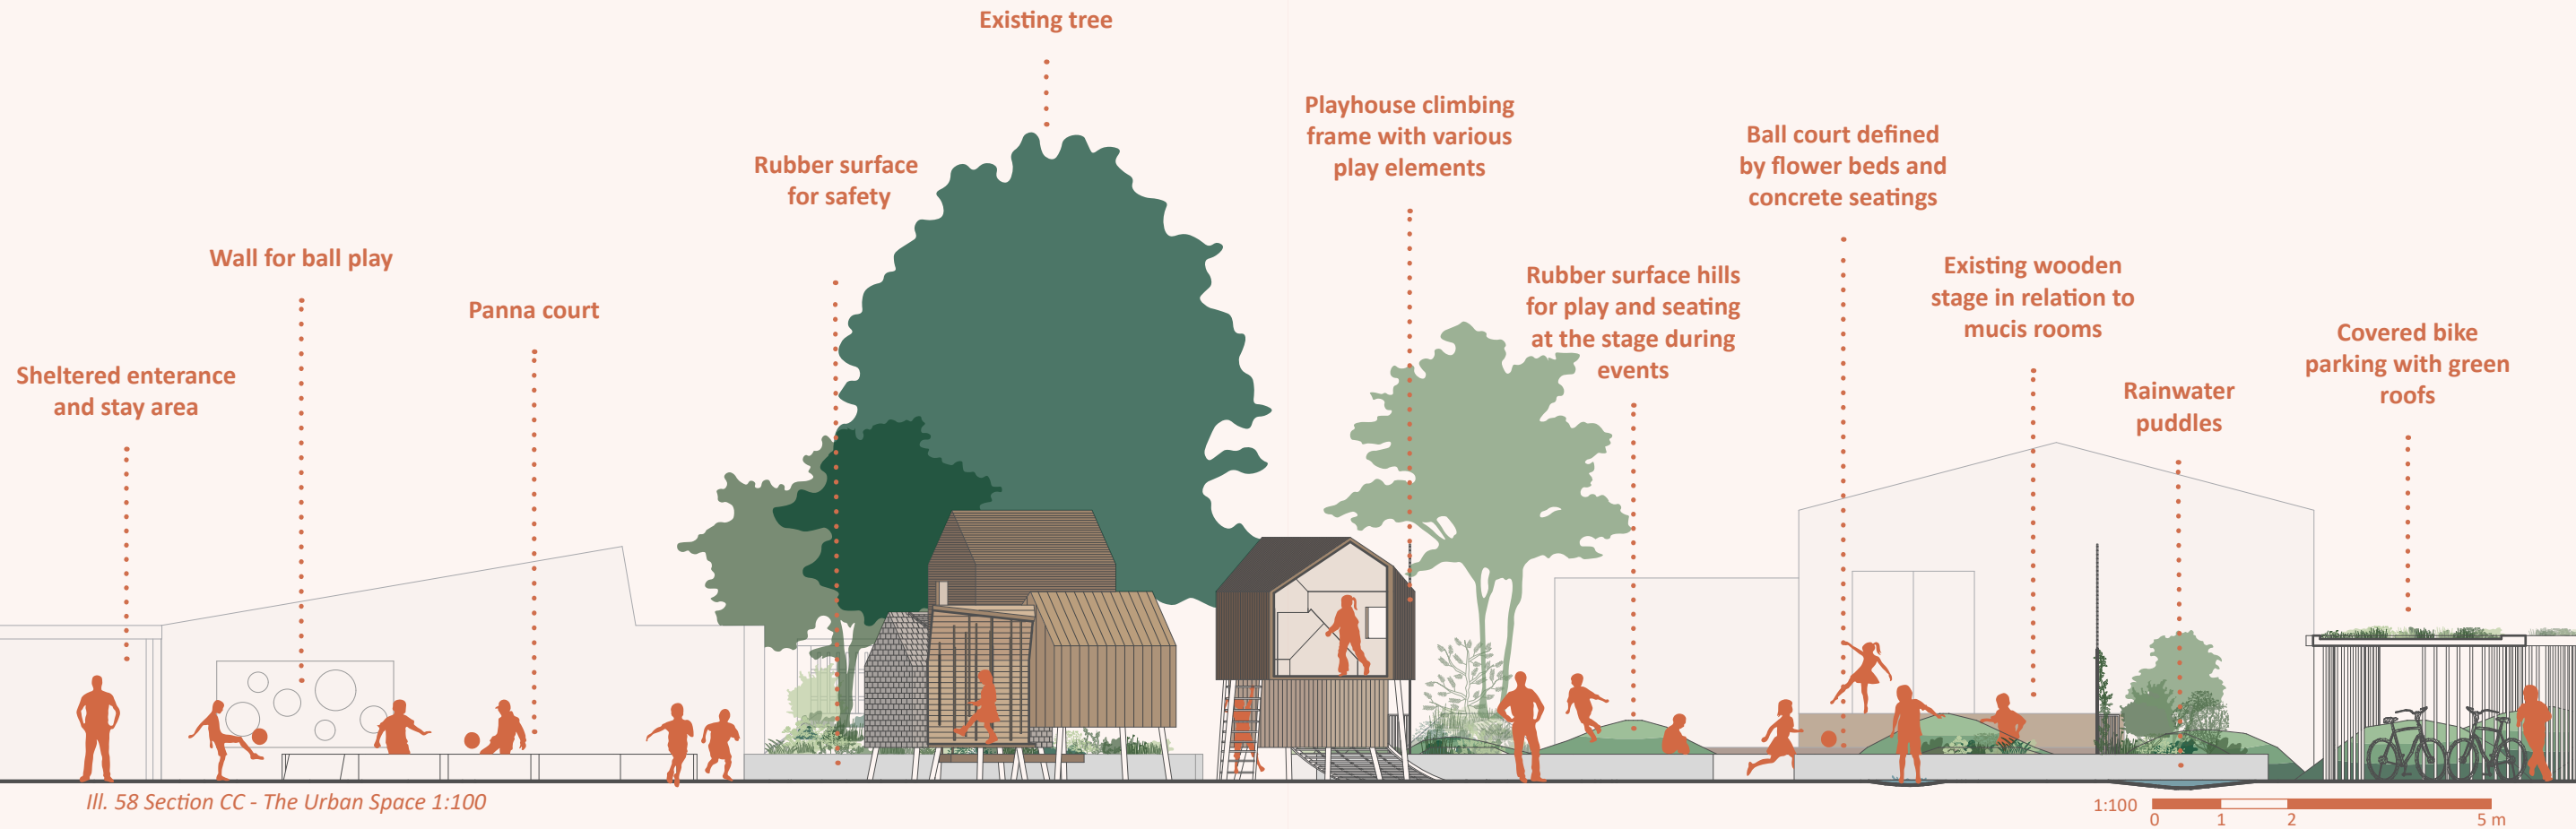 Existing tree
Playhouse climbing
frame with various
play elements
Ball court defined
by flower beds and
concrete seatings
Rubber surface
for safety
Wall for ball play
Existing wooden
stage in relation to
mucis rooms
Rubber surface hills
for play and seating
at the stage during
events
Panna court
Covered bike
parking with green
roofs
Sheltered enterance
and stay area
Rainwater
puddles
Ill. 58 Section CC - The Urban Space 1:100
1:100
0 1 2 5 m